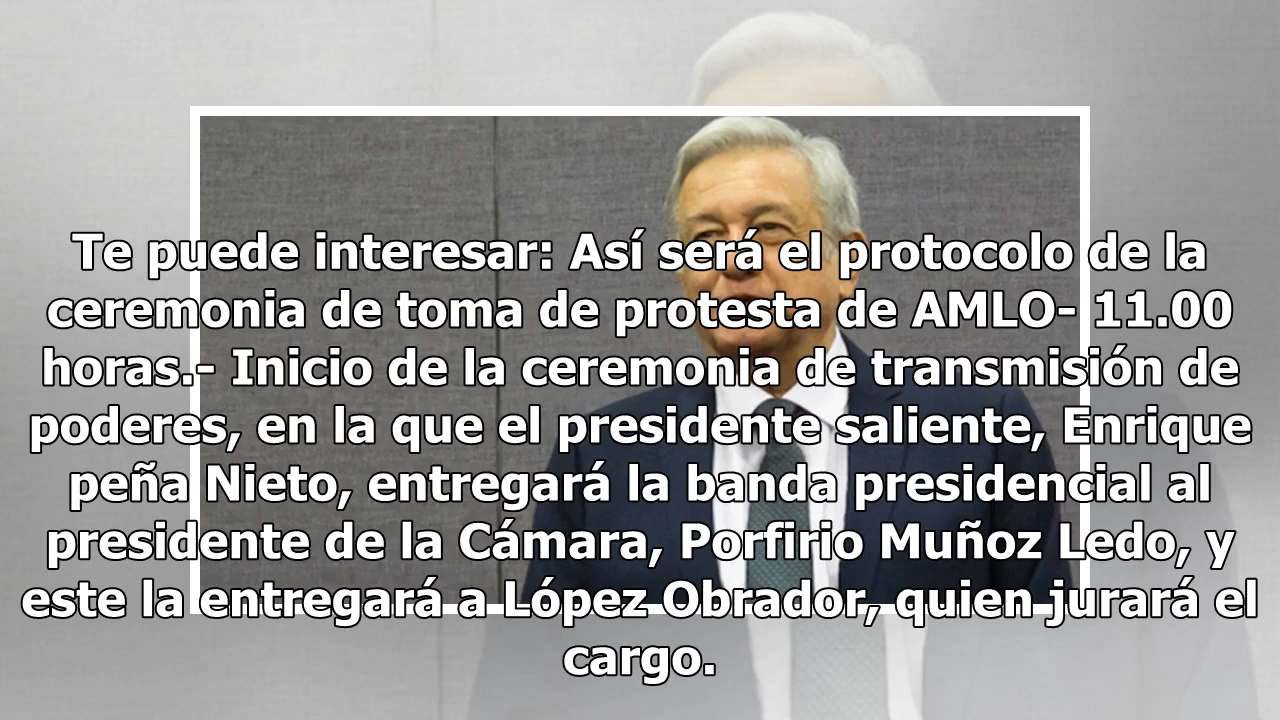 Te puede interesar: Así será el protocolo de la
ceremonia de toma de protesta de AMLO- 11.00
horas.- Inicio de la ceremonia de transmisión de
poderes, en la que el presidente saliente, Enrique
peña Nieto, entregará la banda presidencial al
presidente de la Cámara, Porfirio Muñoz Ledo, y
este la entregará a López Obrador, quien jurará el
cargo.